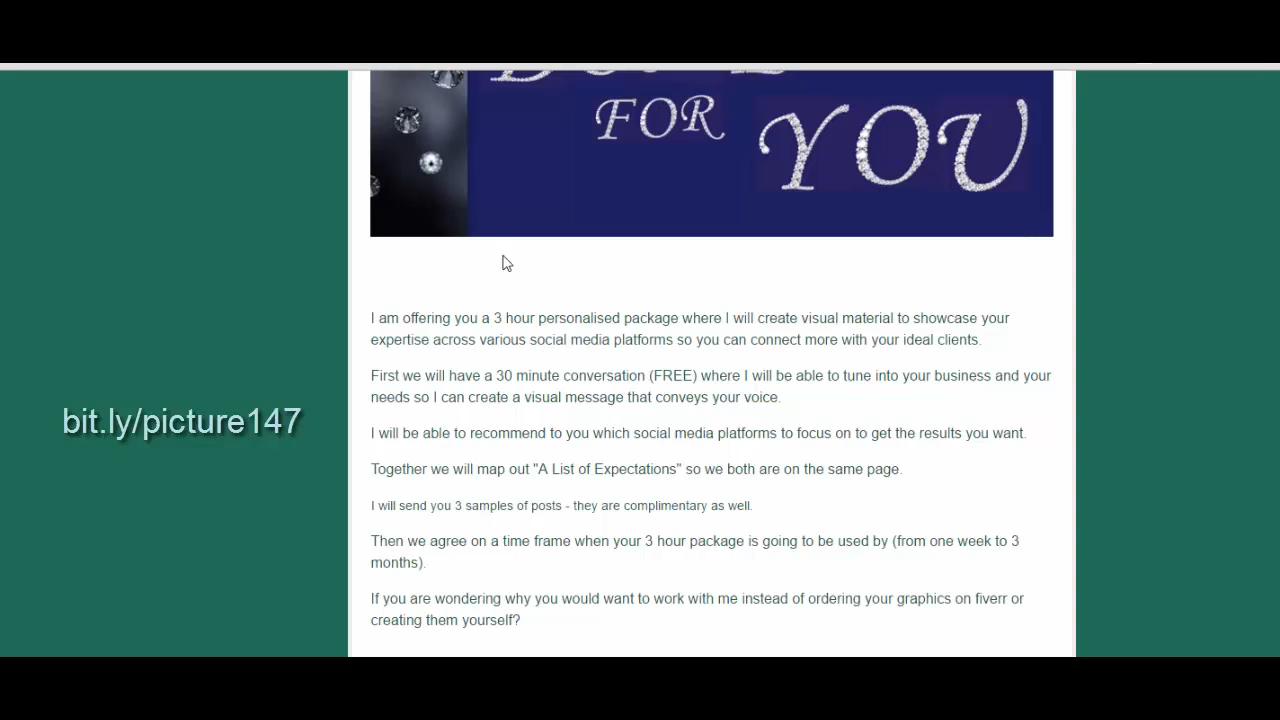 FOR YOU
I am offering you a 3 hour personalised package where I will create visual material to showcase your
expertise across various social media platforms so you can connect more with your ideal clients.
First we will have a 30 minute conversation (FREE) where I will be able to tune into your business and your
needs so I can create a visual message that conveys your voice.
bit.ly/picture147
I will be able to recommend to you which social media platforms to focus on to get the results you want.
Together we will map out "A List of Expectations" so we both are on the same page.
I will send you 3 samples of posts - they are complimentary as well.
Then we agree on a time frame when your 3 hour package is going to be used by (from one week to 3
months).
If you are wondering why you would want to work with me instead of ordering your graphics on fiverr or
creating them yourself?